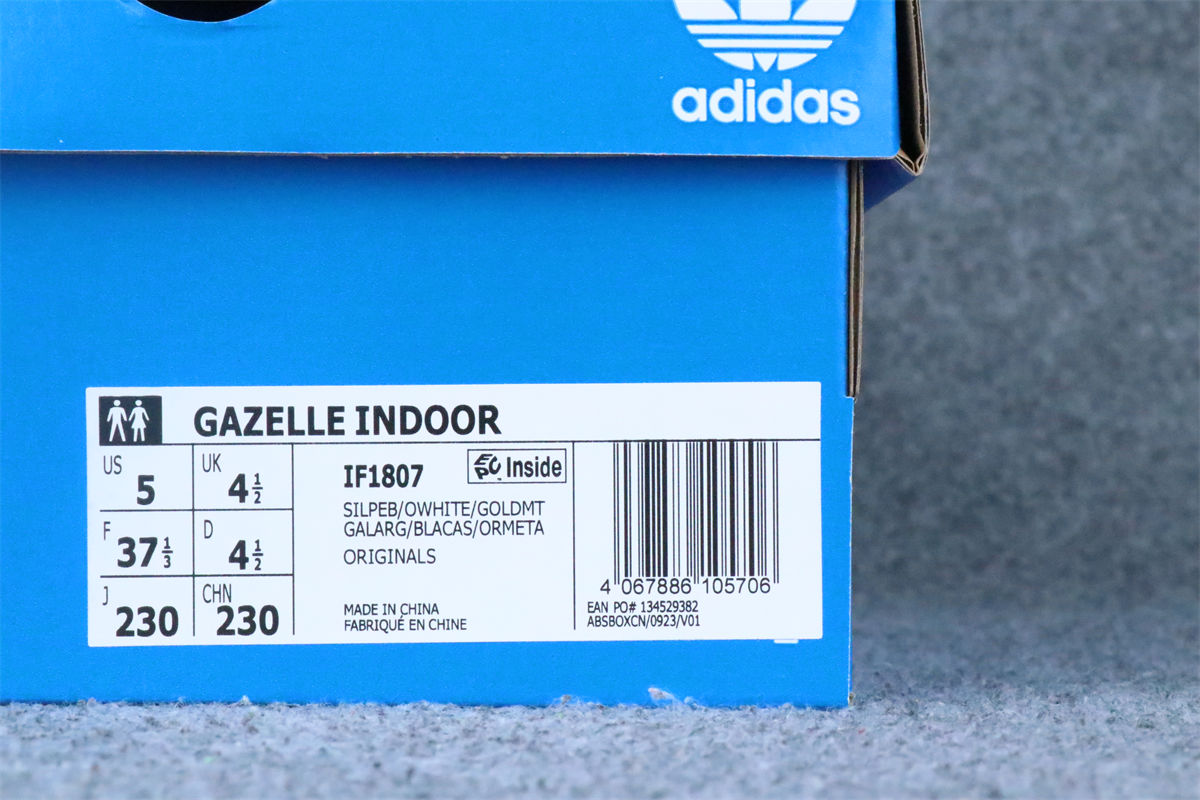 adidas
GAZELLE INDOOR
US
5
UK
4 1/2
F
37 1/3
D
4 1/2
J
230
CHN
230
IF1807
EPC Inside
SILPEB/OWHITE/GOLDMT
GALARG/BLACAS/ORMETA
ORIGINALS
MADE IN CHINA
FABRIQUÉ EN CHINE
4 067886 105706
EAN PO# 134529382
ABSBOXCN/0923/V01